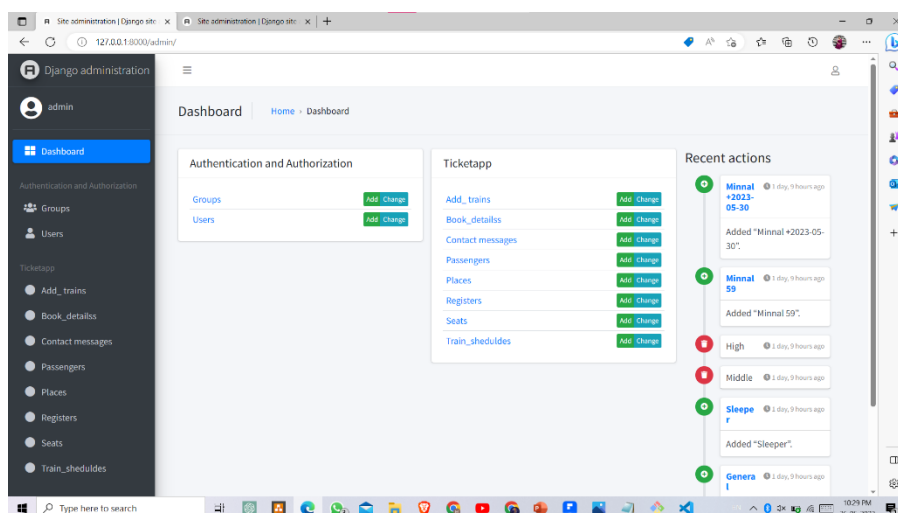 Site administration | Django site
Site administration | Django site
127.0.0.1:8000/admin/
Django administration
admin
Dashboard
Home › Dashboard
Dashboard
Authentication and Authorization
Groups
Users
Ticketapp
Add_ trains
Book_detailss
Contact messages
Passengers
Places
Registers
Seats
Train_sheduldes
Authentication and Authorization
Groups Add Change
Users Add Change
Ticketapp
Add_ trains Add Change
Book_detailss Add Change
Contact messages Add Change
Passengers Add Change
Places Add Change
Registers Add Change
Seats Add Change
Train_sheduldes Add Change
Recent actions
Minnal 1 day, 9 hours ago
+2023-
05-30
Added "Minnal +2023-05-
30".
Minnal 1 day, 9 hours ago
59
Added "Minnal 59".
High 1 day, 9 hours ago
Middle 1 day, 9 hours ago
Sleepe 1 day, 9 hours ago
r
Added "Sleeper".
Genera 1 day, 9 hours ago
l
Type here to search
10:29 PM